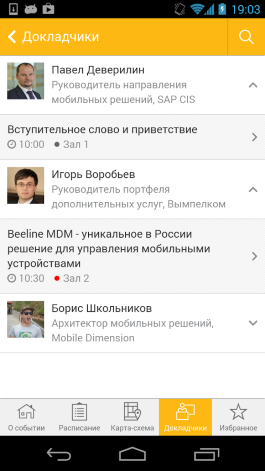 19:03
Докладчики
Павел Деверилин
Руководитель направления
мобильных решений, SAP CIS
Вступительное слово и приветствие
10:00 Зал 1
Игорь Воробьев
Руководитель портфеля
дополнительных услуг, Вымпелком
Beeline MDM - уникальное в России
решение для управления мобильными
устройствами
10:30 Зал 2
Борис Школьников
Архитектор мобильных решений,
Mobile Dimension
О событии Расписание Карта-схема Докладчики Избранное